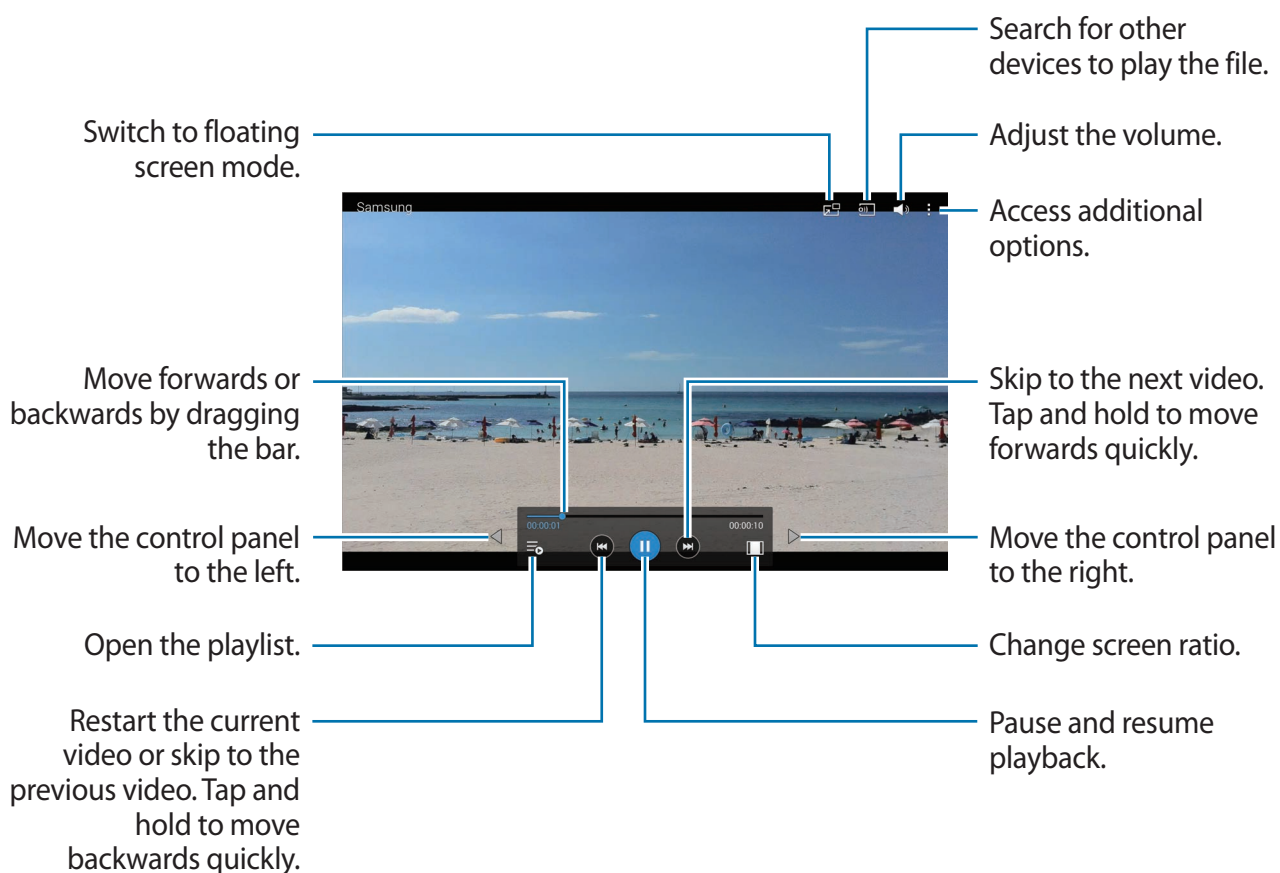 Search for other
devices to play the file.
Switch to floating
screen mode.
Adjust the volume.
Samsung
Access additional
options.
Move forwards or
backwards by dragging
the bar.
Skip to the next video.
Tap and hold to move
forwards quickly.
00:00:01
00:00:10
Move the control panel
to the left.
Move the control panel
to the right.
Open the playlist.
Change screen ratio.
Restart the current
video or skip to the
previous video. Tap and
hold to move
backwards quickly.
Pause and resume
playback.